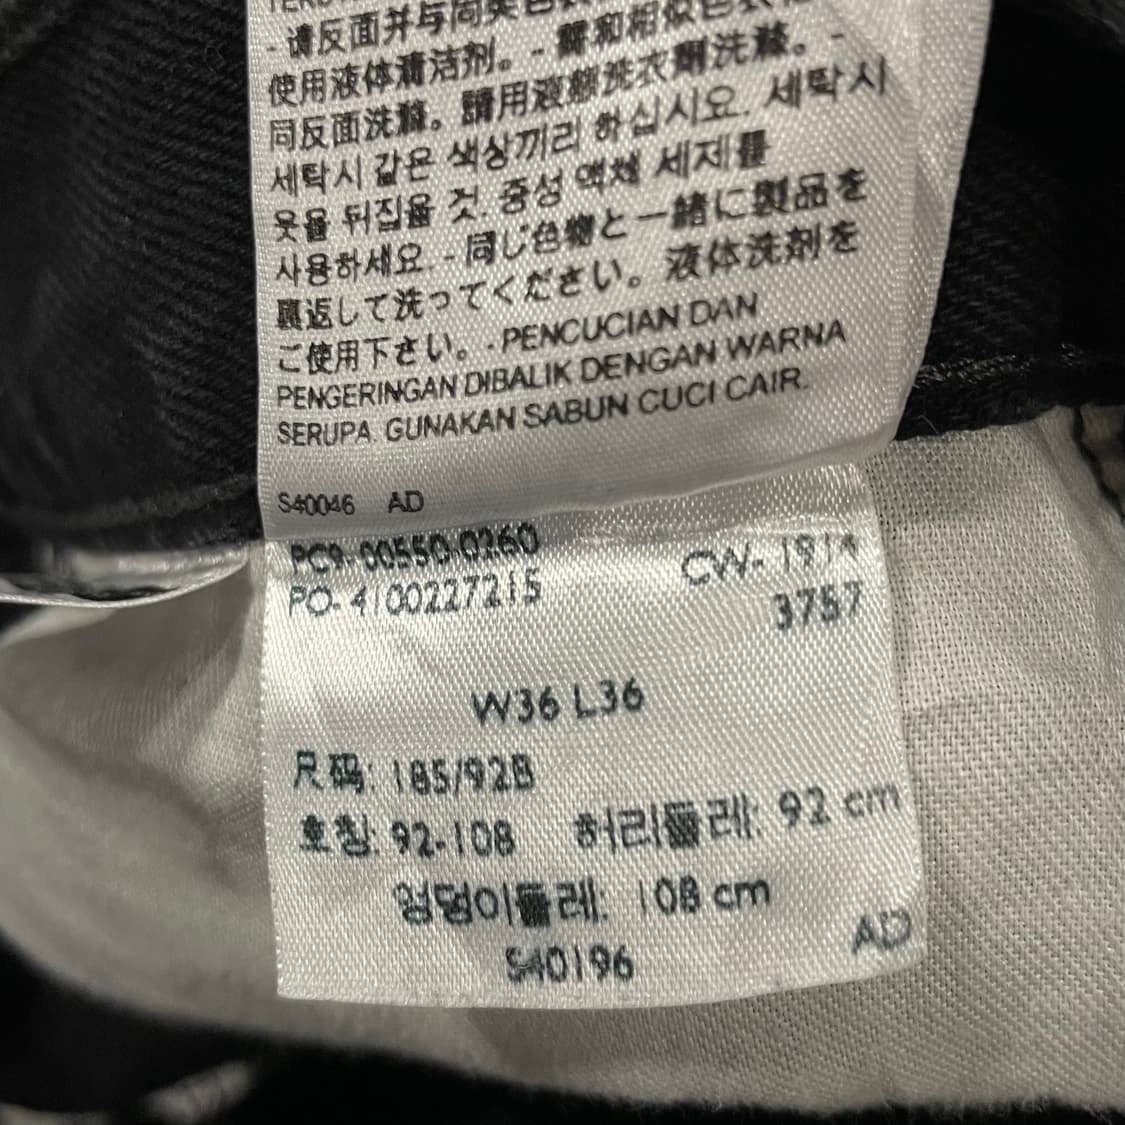 - 请反面并与同类色衣
使用液体清洁剂。- 需和相似色衣
同反面洗滌。請用液體洗衣劑洗滌。-
세탁시 같은 색상끼리 하십시요. 세탁시
옷을 뒤집을 것. 중성 액체 세제를
사용하세요. - 同じ色物と一緒に製品を
裏返して洗ってください。液体洗剤を
ご使用下さい。-PENCUCIAN DAN
PENGERINGAN DIBALIK DENGAN WARNA
SERUPA. GUNAKAN SABUN CUCI CAIR.
S40046 AD
PC9-00550-0260
PO-4100227215
CW-1914
3757
W36 L36
尺码: 185/92B
호칭: 92-108 허리둘레: 92 cm
엉덩이둘레: 108 cm
S40196
AD